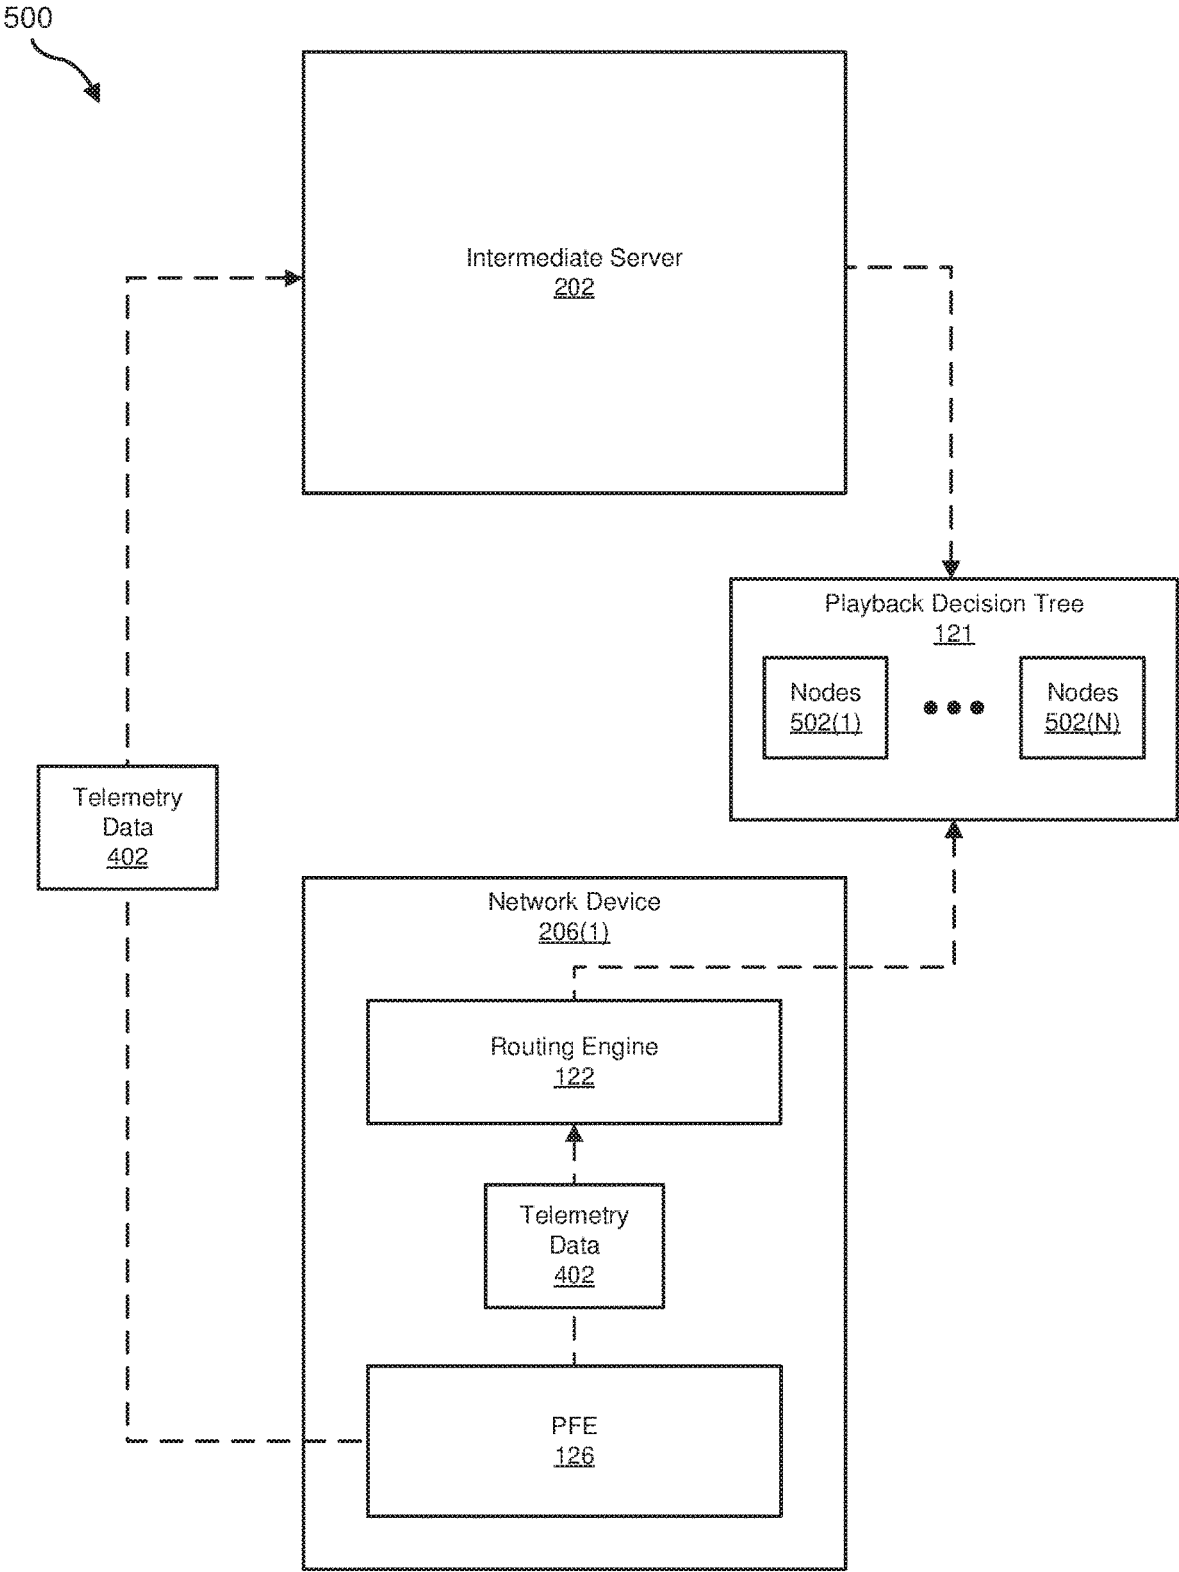 500
Intermediate Server
202
Playback Decision Tree
121
Nodes
502(1)
Nodes
502(N)
Telemetry
Data
402
Network Device
206(1)
Routing Engine
122
Telemetry
Data
402
PFE
126